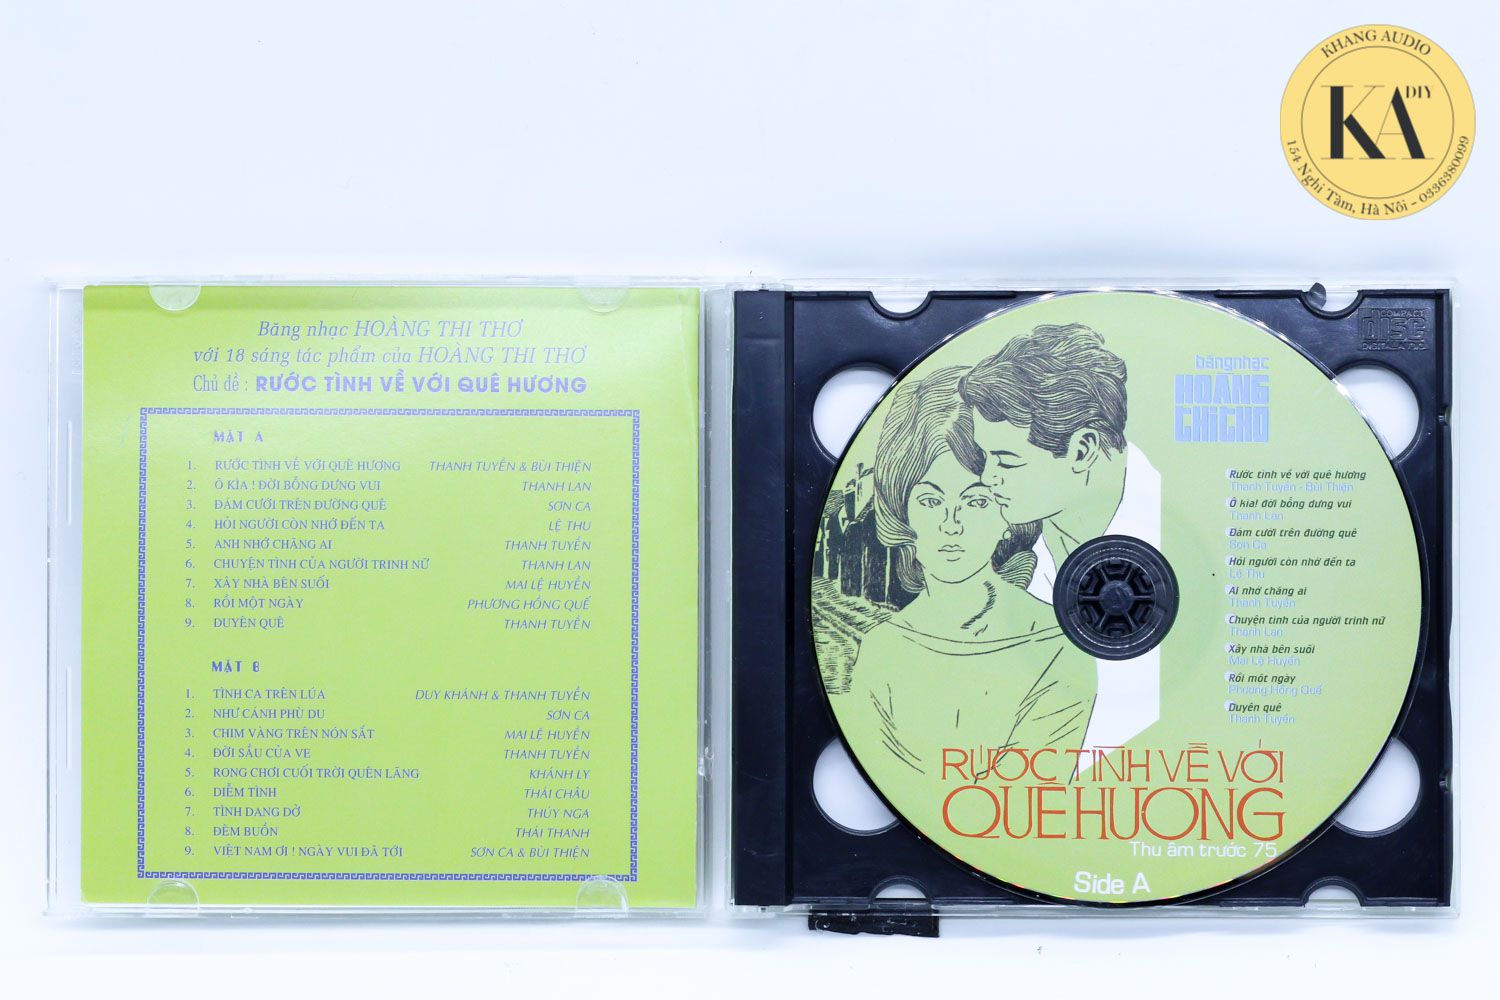 KHANG AUDIO
KA DIY
154 Nghi Tàm, Hà Nôi - 0336380099
Băng nhạc HOÀNG THI THƠ
với 18 sáng tác phẩm của HOÀNG THI THƠ
Chủ dề : RƯỚC TÌNH VỀ VỚI QUÊ HƯƠNG
MẶT A
1. RƯỚC TÌNH VỀ VỚI QUÊ HƯƠNG THANH TUYỀN & BÙI THIỆN
2. Ô KÌA ! ĐỜI BỖNG DƯNG VUI THANH LAN
3. ĐÁM CƯỚI TRÊN ĐƯỜNG QUÊ SƠN CA
4. HỎI NGƯỜI CÒN NHỚ ĐẾN TA LỆ THU
5. ANH NHỚ CHĂNG AI THANH TUYỀN
6. CHUYỆN TÌNH CỦA NGƯỜI TRINH NỮ THANH LAN
7. XÂY NHÀ BÊN SUỐI MAI LỆ HUYỀN
8. RỒI MỘT NGÀY PHƯƠNG HỒNG QUẾ
9. DUYÊN QUÊ THANH TUYỀN
MẶT B
1. TÌNH CA TRÊN LÚA DUY KHÁNH & THANH TUYỀN
2. NHƯ CÁNH PHÙ DU SƠN CA
3. CHIM VÀNG TRÊN NÓN SẮT MAI LỆ HUYỀN
4. ĐỜI SẦU CỦA VE THANH TUYỀN
5. RONG CHƠI CUỐI TRỜI QUÊN LÃNG KHÁNH LY
6. DIỄM TÌNH THÁI CHÂU
7. TÌNH DANG DỞ THÚY NGA
8. ĐÊM BUỒN THÁI THANH
9. VIỆT NAM ƠI ! NGÀY VUI ĐÃ TỚI SƠN CA & BÙI THIỆN
COMPACT
disc
DIGITAL AUDIO
băngnhạc
HOÀNG
THITHƠ
Rước tình về với quê hương
Thanh Tuyền - Bùi Thiện
Ô kìa! đời bỗng dưng vui
Thanh Lan
Đám cưới trên đường quê
Sơn Ca
Hỏi người còn nhớ đến ta
Lệ Thu
Ai nhớ chăng ai
Thanh Tuyền
Chuyện tình của người trinh nữ
Thanh Lan
Xây nhà bên suối
Mai Lệ Huyền
Rồi một ngày
Phương Hồng Quế
Duyên quê
Thanh Tuyền
RƯỚC TÌNH VỀ VỚI
QUÊ HƯƠNG
Thu âm trước 75
Side A